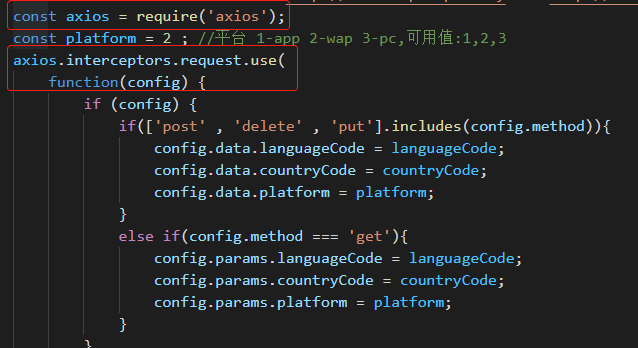 const axios = require('axios');
const platform = 2 ; //平台 1-app 2-wap 3-pc,可用值:1,2,3
axios.interceptors.request.use(
    function(config) {
        if (config) {
            if(['post' , 'delete' , 'put'].includes(config.method)){
                config.data.languageCode = languageCode;
                config.data.countryCode = countryCode;
                config.data.platform = platform;
            }
            else if(config.method === 'get'){
                config.params.languageCode = languageCode;
                config.params.countryCode = countryCode;
                config.params.platform = platform;
            }
        }